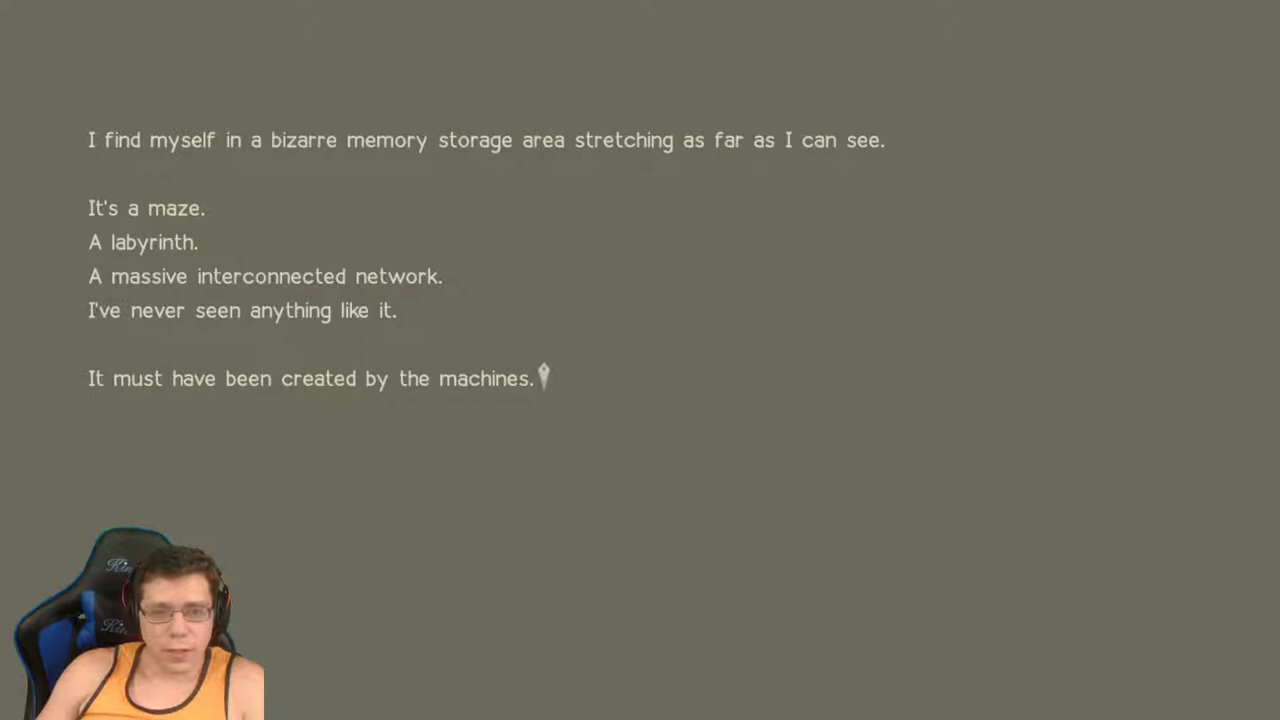 I find myself in a bizarre memory storage area stretching as far as I can see.
It's a maze.
A labyrinth.
A massive interconnected network.
I've never seen anything like it.
It must have been created by the machines.